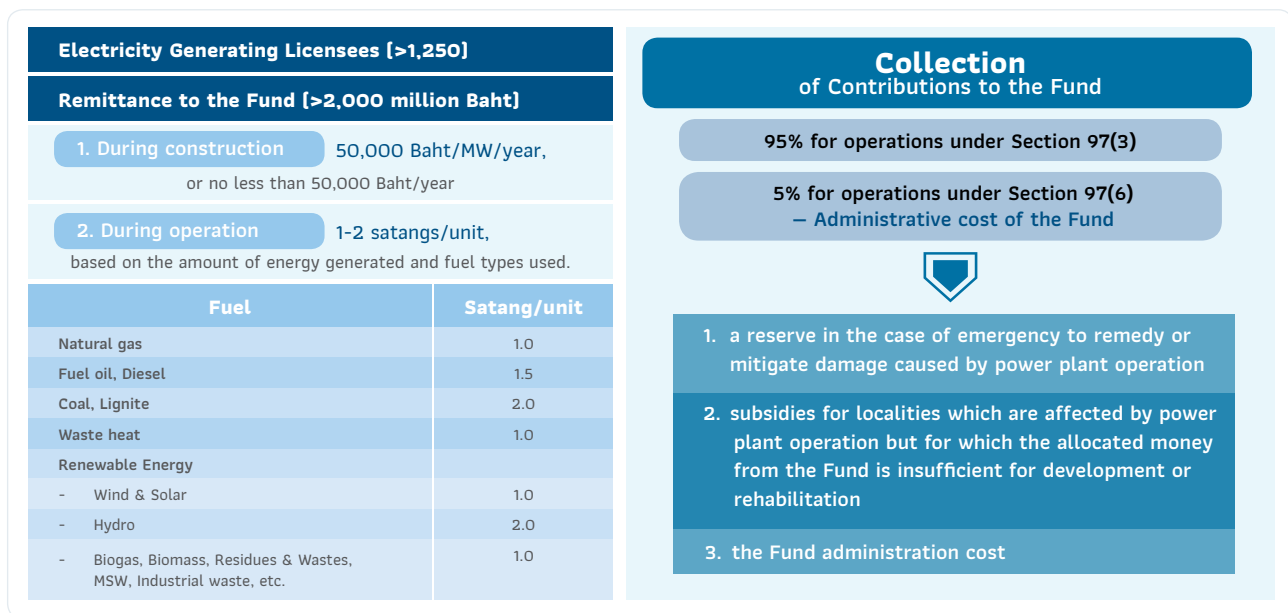 Electricity Generating Licensees (>1,250)
Remittance to the Fund (>2,000 million Baht)
1. During construction 50,000 Baht/MW/year,
or no less than 50,000 Baht/year
2. During operation 1-2 satangs/unit,
based on the amount of energy generated and fuel types used.
Fuel Satang/unit
Natural gas 1.0
Fuel oil, Diesel 1.5
Coal, Lignite 2.0
Waste heat 1.0
Renewable Energy
- Wind & Solar 1.0
- Hydro 2.0
- Biogas, Biomass, Residues & Wastes, 1.0
MSW, Industrial waste, etc.
Collection
of Contributions to the Fund
95% for operations under Section 97(3)
5% for operations under Section 97(6)
– Administrative cost of the Fund
1. a reserve in the case of emergency to remedy or
mitigate damage caused by power plant operation
2. subsidies for localities which are affected by power
plant operation but for which the allocated money
from the Fund is insufficient for development or
rehabilitation
3. the Fund administration cost